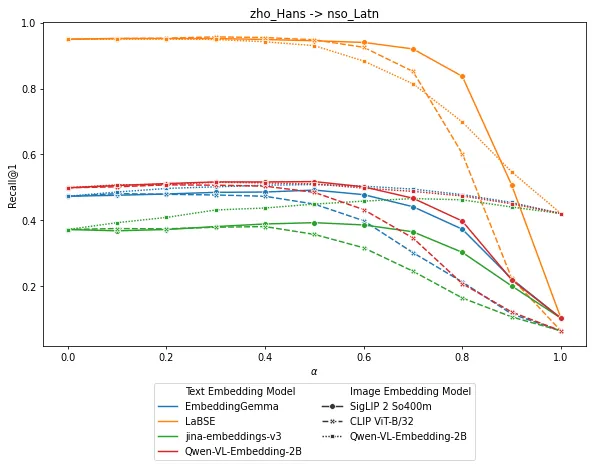 zho_Hans -> nso_Latn
1.0
0.8
0.6
0.4
0.2
Recall@1
0.0 0.2 0.4 0.6 0.8 1.0
α
Text Embedding Model Image Embedding Model
EmbeddingGemma SigLIP 2 So400m
LaBSE CLIP ViT-B/32
jina-embeddings-v3 Qwen-VL-Embedding-2B
Qwen-VL-Embedding-2B